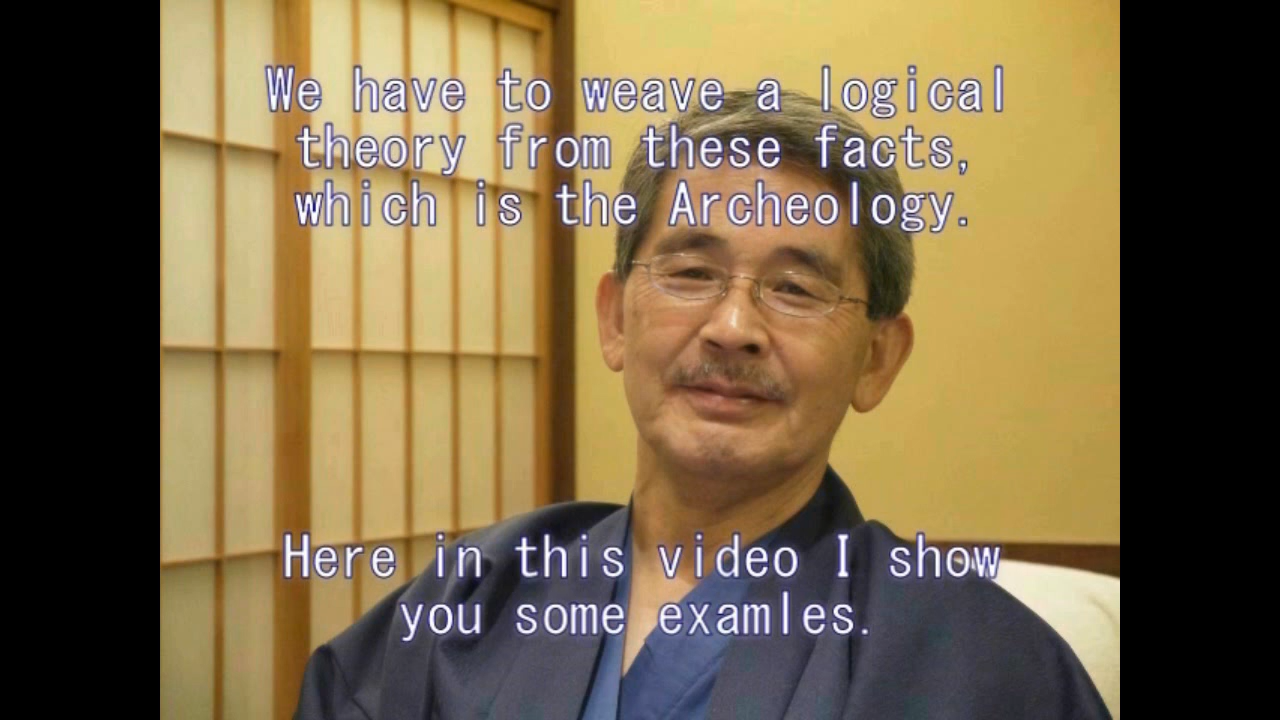 We have to weave a logical
theory from these facts,
which is the Archeology.
Here in this video I show
you some examles.